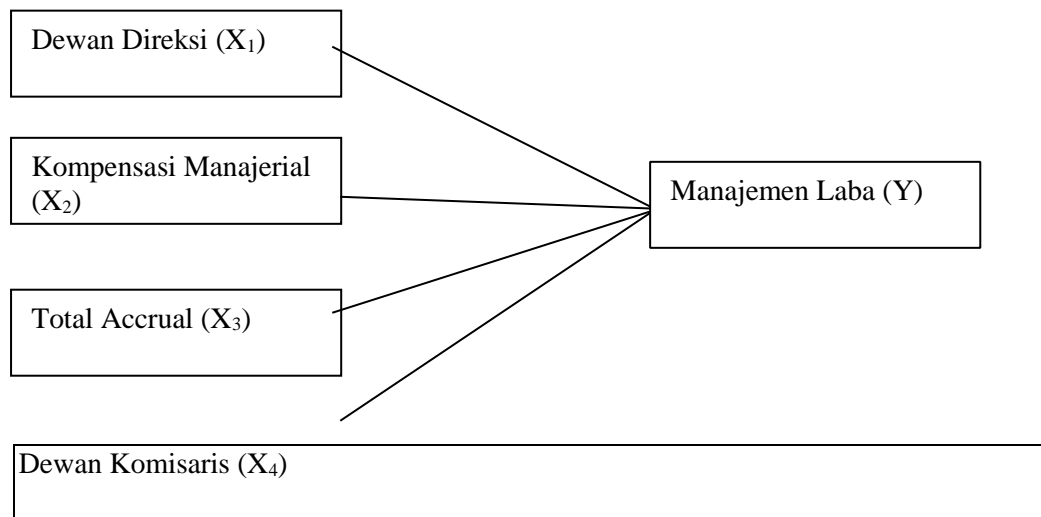 Dewan Direksi (X₁)
Kompensasi Manajerial
(X₂)
Manajemen Laba (Y)
Total Accrual (X₃)
Dewan Komisaris (X₄)